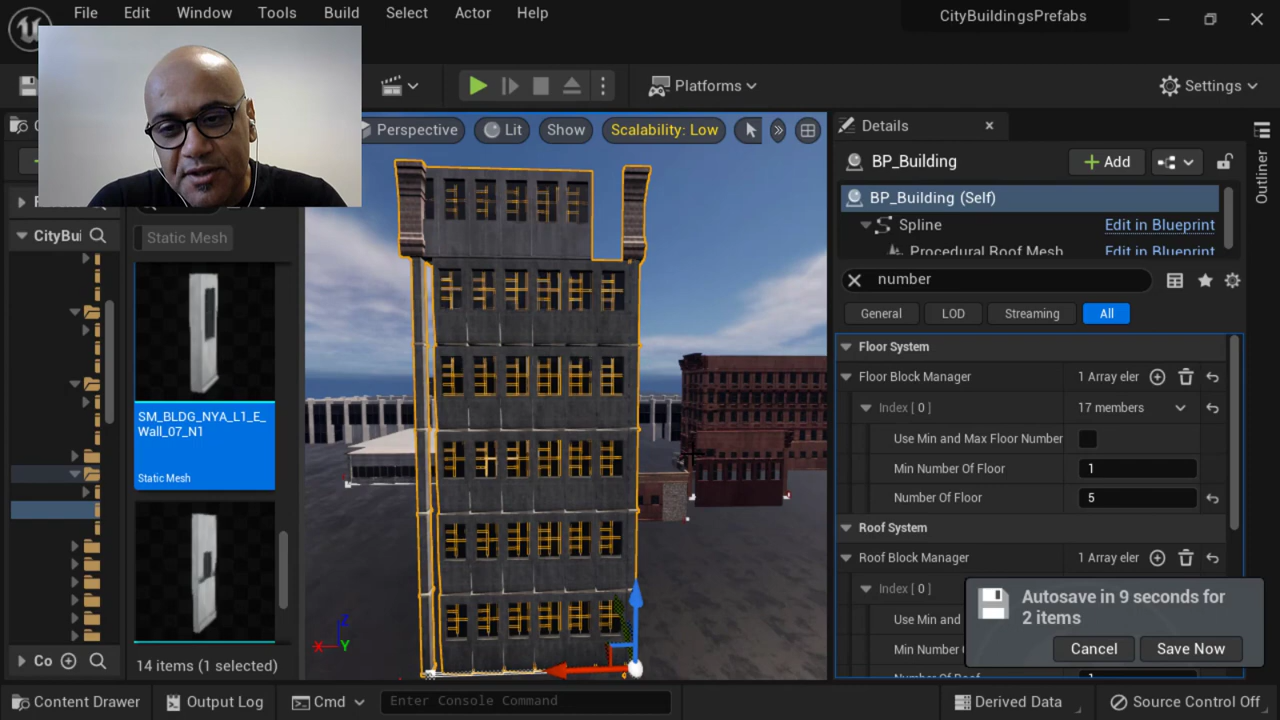 File Edit Window Tools Build Select Actor Help
CityBuildingsPrefabs
Platforms
Settings
Perspective
Lit
Show
Scalability: Low
Details
BP_Building
Add
BP_Building (Self)
Spline
Edit in Blueprint
Procedural Roof Mesh
Edit in Blueprint
number
General
LOD
Streaming
All
Floor System
Floor Block Manager
1 Array eler
Index [ 0 ]
17 members
Use Min and Max Floor Number
Min Number Of Floor
1
Number Of Floor
5
Roof System
Roof Block Manager
1 Array eler
Index [ 0 ]
Use Min and
Min Number
Autosave in 9 seconds for
2 items
Cancel
Save Now
Outliner
CityBui
Static Mesh
SM_BLDG_NYA_L1_E_
Wall_07_N1
Static Mesh
Co
14 items (1 selected)
Z
X
Y
Content Drawer
Output Log
Cmd
Enter Console Command
Derived Data
Source Control Off